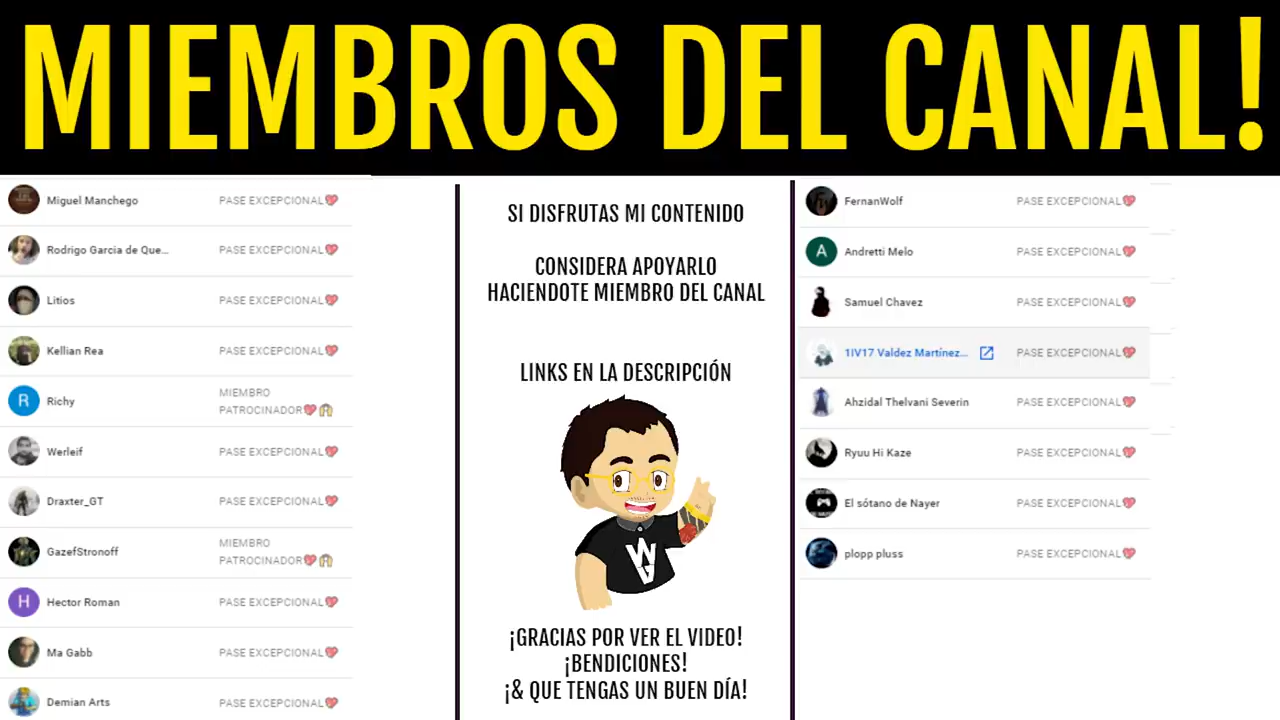 MIEMBROS DEL CANAL!
Miguel Manchego PASE EXCEPCIONAL
Rodrigo Garcia de Que... PASE EXCEPCIONAL
Litios PASE EXCEPCIONAL
Kellian Rea PASE EXCEPCIONAL
R
Richy MIEMBRO
PATROCINADOR
Werleif PASE EXCEPCIONAL
Draxter_GT PASE EXCEPCIONAL
GazefStronoff MIEMBRO
PATROCINADOR
H
Hector Roman PASE EXCEPCIONAL
Ma Gabb PASE EXCEPCIONAL
Demian Arts PASE EXCEPCIONAL
SI DISFRUTAS MI CONTENIDO
CONSIDERA APOYARLO
HACIENDOTE MIEMBRO DEL CANAL
LINKS EN LA DESCRIPCIÓN
¡GRACIAS POR VER EL VIDEO!
¡BENDICIONES!
¡& QUE TENGAS UN BUEN DÍA!
FernanWolf PASE EXCEPCIONAL
A
Andretti Melo PASE EXCEPCIONAL
Samuel Chavez PASE EXCEPCIONAL
1IV17 Valdez Martínez... PASE EXCEPCIONAL
Ahzidal Thelvani Severin PASE EXCEPCIONAL
Ryuu Hi Kaze PASE EXCEPCIONAL
El sótano de Nayer PASE EXCEPCIONAL
plopp pluss PASE EXCEPCIONAL